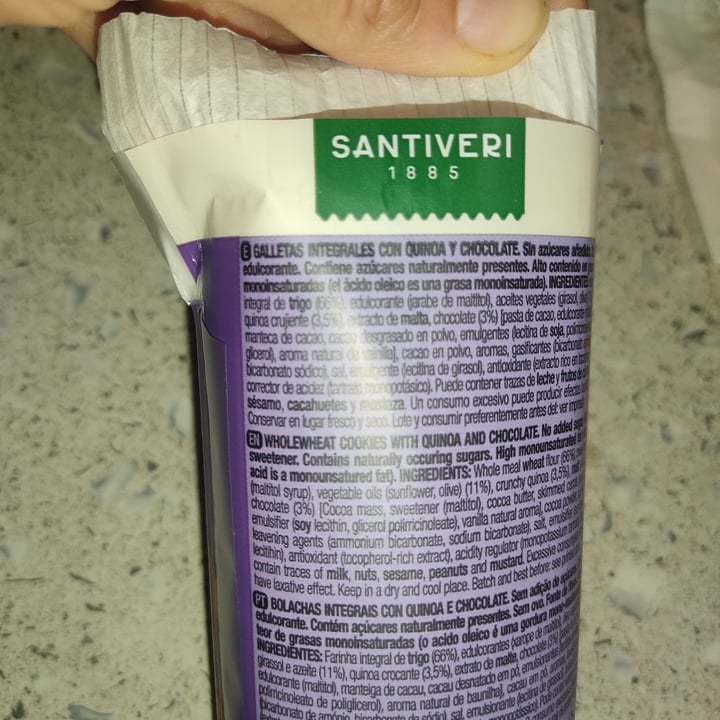 SANTIVERI
1885
E GALLETAS INTEGRALES CON QUINOA Y CHOCOLATE. Sin azúcares
edulcorante. Contiene azúcares naturalmente presentes. Alto contenido en
monoinsaturadas (el ácido oleico es una grasa monoinsaturada). INGREDIENTES:
integral de trigo (66%), edulcorante (jarabe de maltitol), aceites vegetales (girasol,
quinoa crujiente (3,5%), extracto de malta, chocolate (3%) [pasta de cacao, edulcorante
manteca de cacao, cacao desgrasado en polvo, emulgentes (lecitina de soja,
glicerol), aroma natural de vainilla], cacao en polvo, aromas, gasificantes (bicarbonato
bicarbonato sódico), sal, emulgente (lecitina de girasol), antioxidante (extracto rico en
corrector de acidez (tartrato monopotásico). Puede contener trazas de leche y frutos de
sésamo, cacahuetes y mostaza. Un consumo excesivo puede producir efectos
Conservar en lugar fresco y seco. Lote y consumir preferentemente antes del: ver
EN WHOLEWHEAT COOKIES WITH QUINOA AND CHOCOLATE. No added
sweetener. Contains naturally occuring sugars. High monounsaturated
acid is a monounsatured fat). INGREDIENTS: Whole meal wheat flour (66%),
(maltitol syrup), vegetable oils (sunflower, olive) (11%), crunchy quinoa (3,5%),
chocolate (3%) [Cocoa mass, sweetener (maltitol), cocoa butter, skimmed
emulsifier (soy lecithin, glicerol polirricinoleate), vanilla natural aroma], cocoa
leavening agents (ammonium bicarbonate, sodium bicarbonate), salt, emulsifier
lecithin), antioxidant (tocopherol-rich extract), acidity regulator (monopotassium
contain traces of milk, nuts, sesame, peanuts and mustard. Excessive
have laxative effect. Keep in a dry and cool place. Batch and best before: see
PT BOLACHAS INTEGRAIS COM QUINOA E CHOCOLATE. Sem adição de
edulcorante. Contém açúcares naturalmente presentes. Sem ovo. Fonte de
teor de grasas monoinsaturadas (o acido oleico é uma gordura
INGREDIENTES: Farinha integral de trigo (66%), edulcorantes (xarope de maltitol),
girassol e azeite (11%), quinoa crocante (3,5%), extrato de malte, chocolate
edulcorante (maltitol), manteiga de cacau, cacau desnatado em pó, emulsionantes
polirricinoleato de poliglicerol), aroma natural de baunilha], cacau em pó,
(bicarbonato de amónio, bicarbonato de sódio), sal, emulsionante (lecitina de